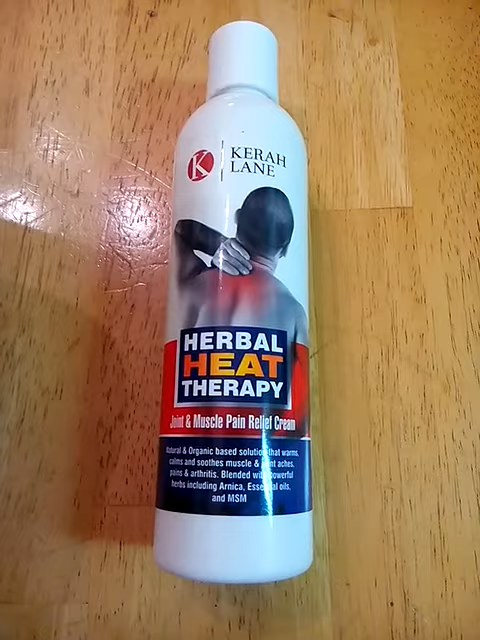 K
KERAH
LANE
HERBAL
HEAT
THERAPY
Joint & Muscle Pain Relief Cream
Natural & Organic based solution that warms,
calms and soothes muscle & joint aches,
pains & arthritis. Blended with powerful
herbs including Arnica, Essential oils,
and MSM